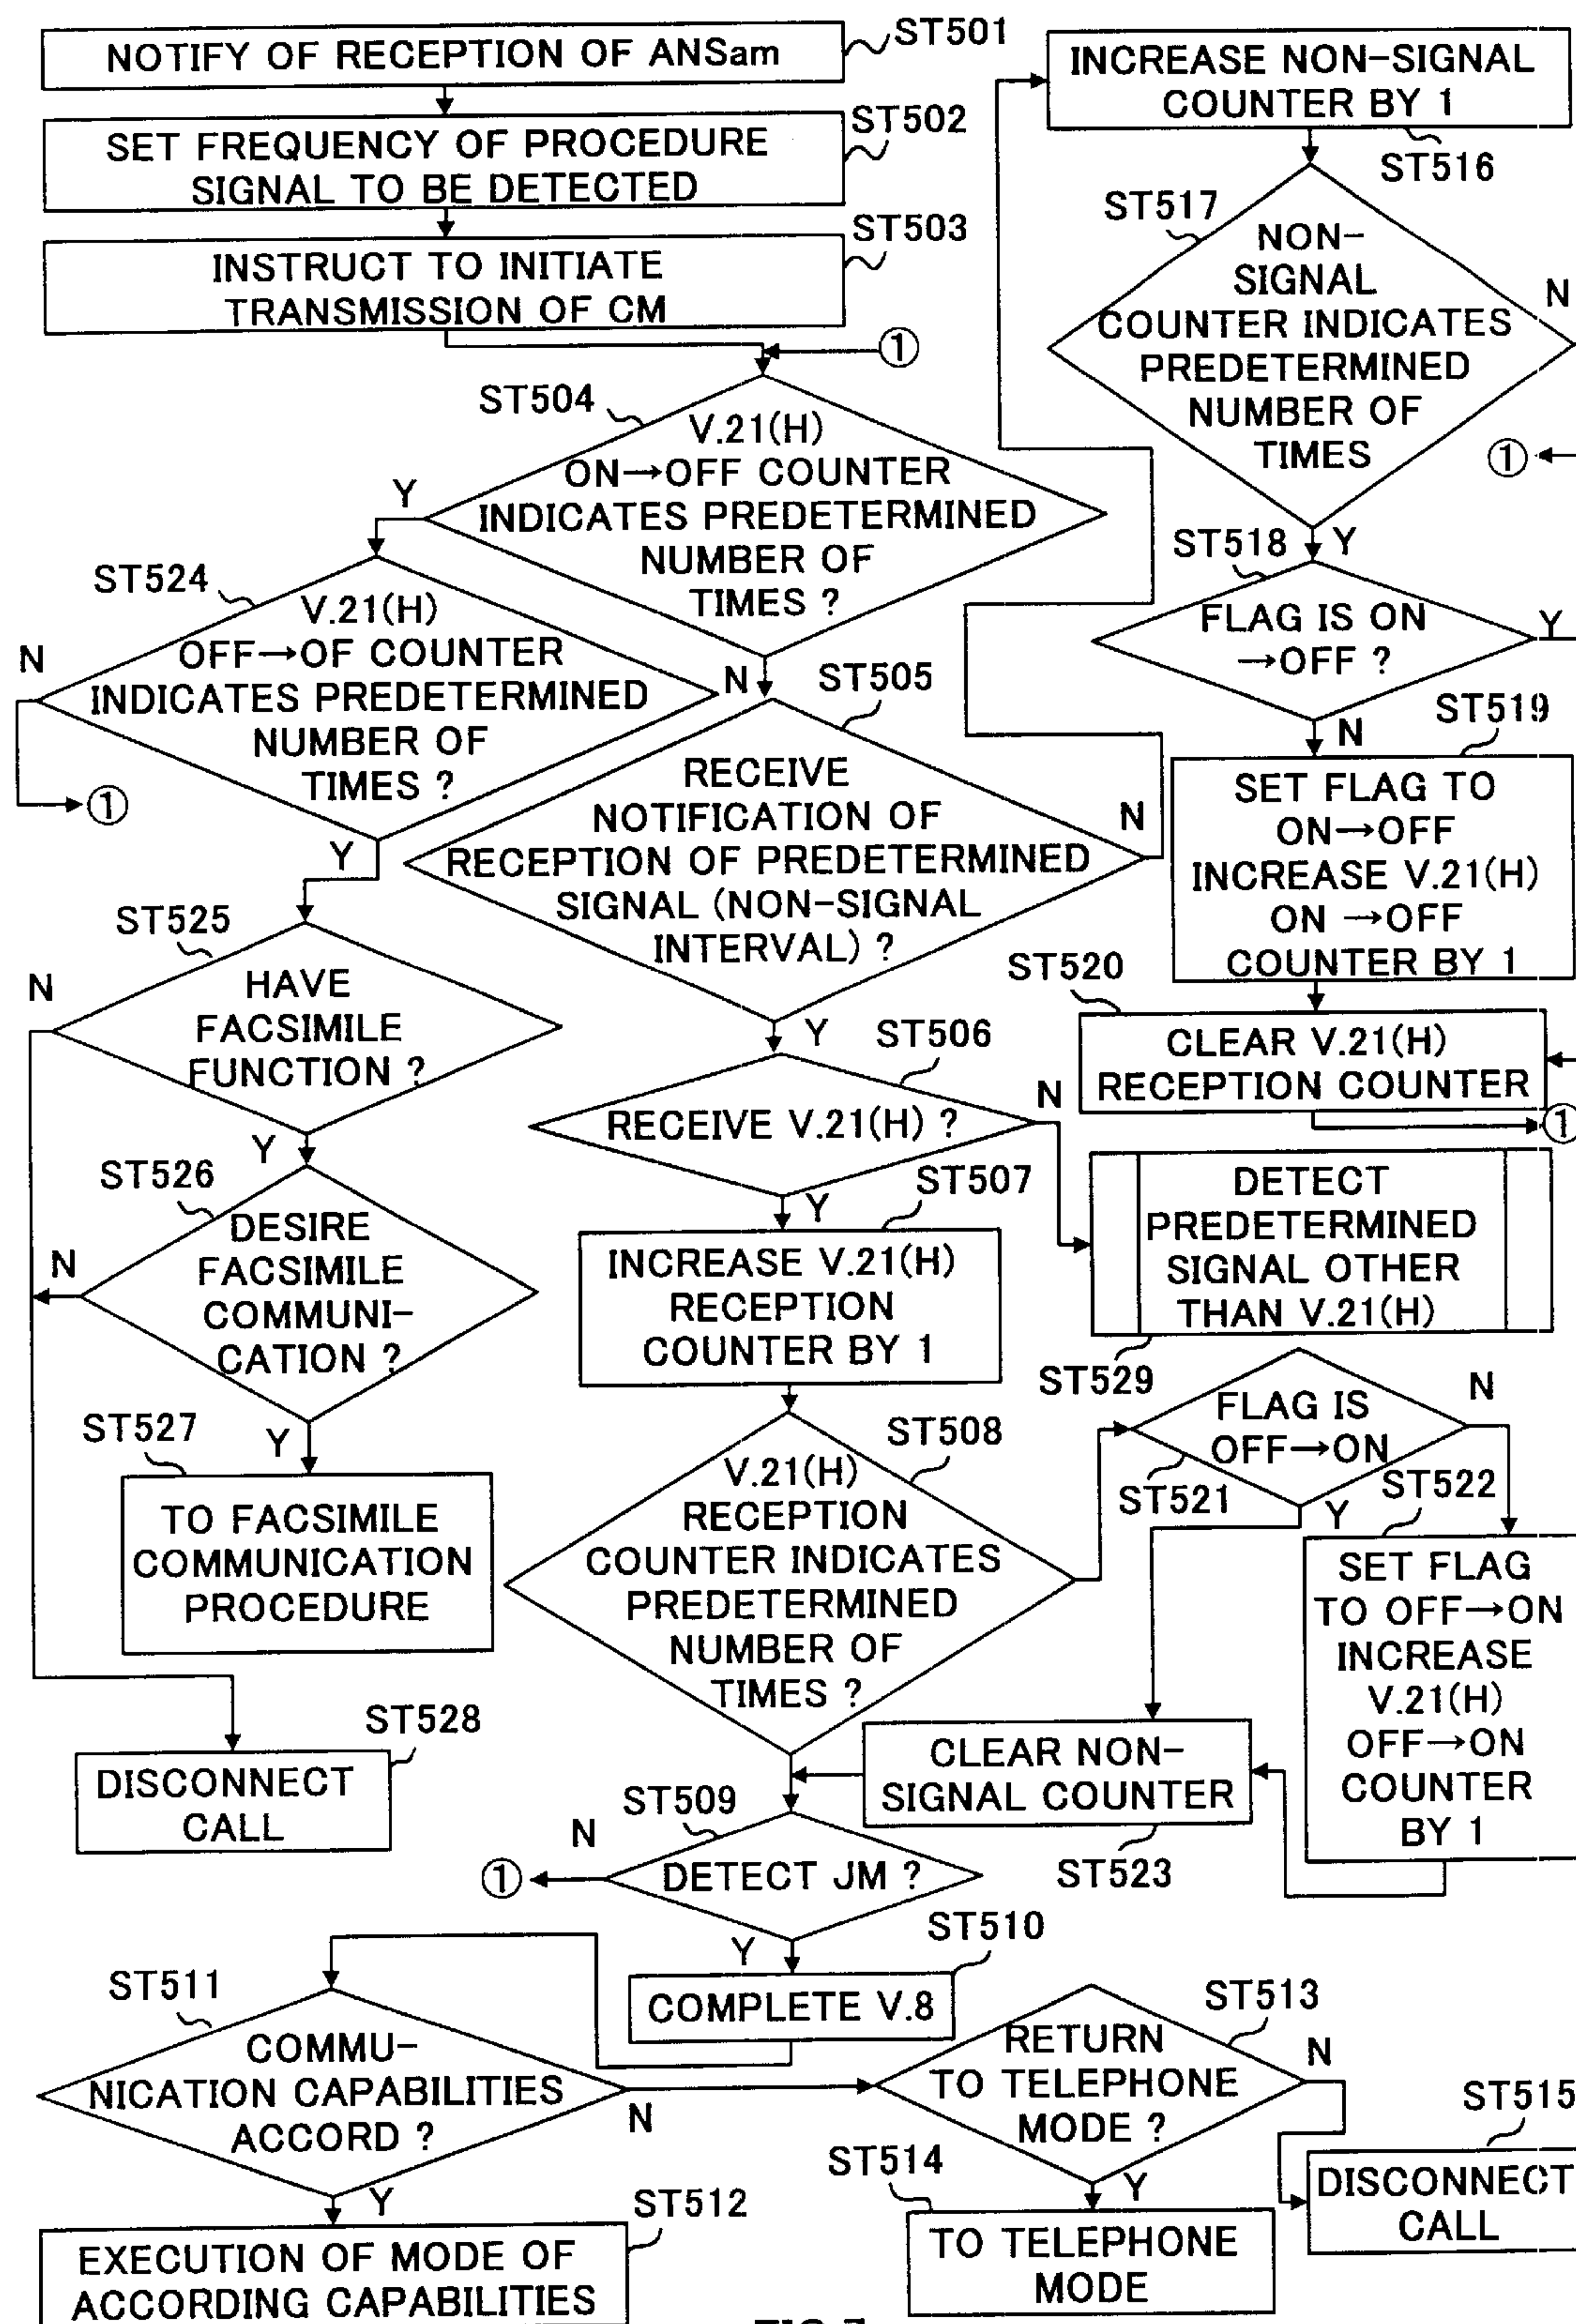 NOTIFY OF RECEPTION OF ANSam
ST501
SET FREQUENCY OF PROCEDURE
SIGNAL TO BE DETECTED
ST502
INSTRUCT TO INITIATE
TRANSMISSION OF CM
ST503
①
ST504
V.21(H)
ON→OFF COUNTER
INDICATES PREDETERMINED
NUMBER OF
TIMES ?
Y
N
ST524
V.21(H)
OFF→OF COUNTER
INDICATES PREDETERMINED
NUMBER OF
TIMES ?
N
①
Y
ST505
RECEIVE
NOTIFICATION OF
RECEPTION OF PREDETERMINED
SIGNAL (NON-SIGNAL
INTERVAL) ?
N
Y
ST525
HAVE
FACSIMILE
FUNCTION ?
N
Y
ST506
RECEIVE V.21(H) ?
N
Y
ST526
DESIRE
FACSIMILE
COMMUNI-
CATION ?
N
Y
ST507
INCREASE V.21(H)
RECEPTION
COUNTER BY 1
ST527
TO FACSIMILE
COMMUNICATION
PROCEDURE
ST508
V.21(H)
RECEPTION
COUNTER INDICATES
PREDETERMINED
NUMBER OF
TIMES ?
ST528
DISCONNECT
CALL
ST509
DETECT JM ?
N
①
Y
ST510
COMPLETE V.8
ST511
COMMU-
NICATION CAPABILITIES
ACCORD ?
N
Y
ST512
EXECUTION OF MODE OF
ACCORDING CAPABILITIES
ST513
RETURN
TO TELEPHONE
MODE ?
N
Y
ST514
TO TELEPHONE
MODE
ST515
DISCONNECT
CALL
INCREASE NON-SIGNAL
COUNTER BY 1
ST516
ST517
NON-
SIGNAL
COUNTER INDICATES
PREDETERMINED
NUMBER OF
TIMES
N
①
Y
ST518
FLAG IS ON
→OFF ?
Y
N
ST519
SET FLAG TO
ON→OFF
INCREASE V.21(H)
ON →OFF
COUNTER BY 1
ST520
CLEAR V.21(H)
RECEPTION COUNTER
①
DETECT
PREDETERMINED
SIGNAL OTHER
THAN V.21(H)
ST529
FLAG IS
OFF→ON
N
ST521
Y
ST522
SET FLAG
TO OFF→ON
INCREASE
V.21(H)
OFF→ON
COUNTER
BY 1
CLEAR NON-
SIGNAL COUNTER
ST523